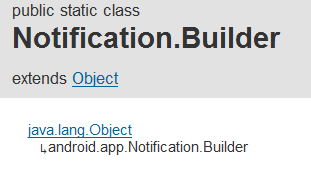 public static class
Notification.Builder
extends Object
java.lang.Object
↳android.app.Notification.Builder